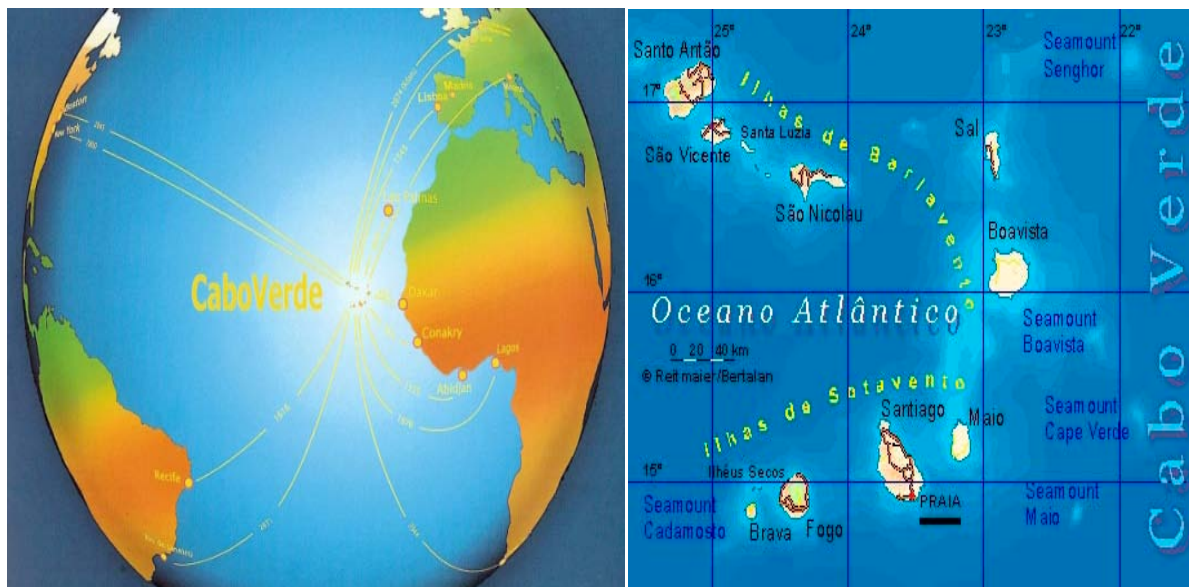 Lisboa
Madrid
New York
Las Palmas
CaboVerde
Dakar
Conakry
Lagos
Abidjan
1818
Recife
25°
24°
23°
22°
Santo Antão
Seamount
Senghor
17°
Ilhas de Barlavento
Santa Luzia
Sal
São Vicente
São Nicolau
Boavista
16°
Oceano Atlântico
Seamount
Boavista
0 20 40 km
© Reitmaier/Bertalan
Ilhas de Sotavento
Santiago
Maio
Seamount
Cape Verde
15°
Ilhéus Secos
Seamount
Cadamosto
Brava
Fogo
PRAIA
Seamount
Maio
Cabo Verde